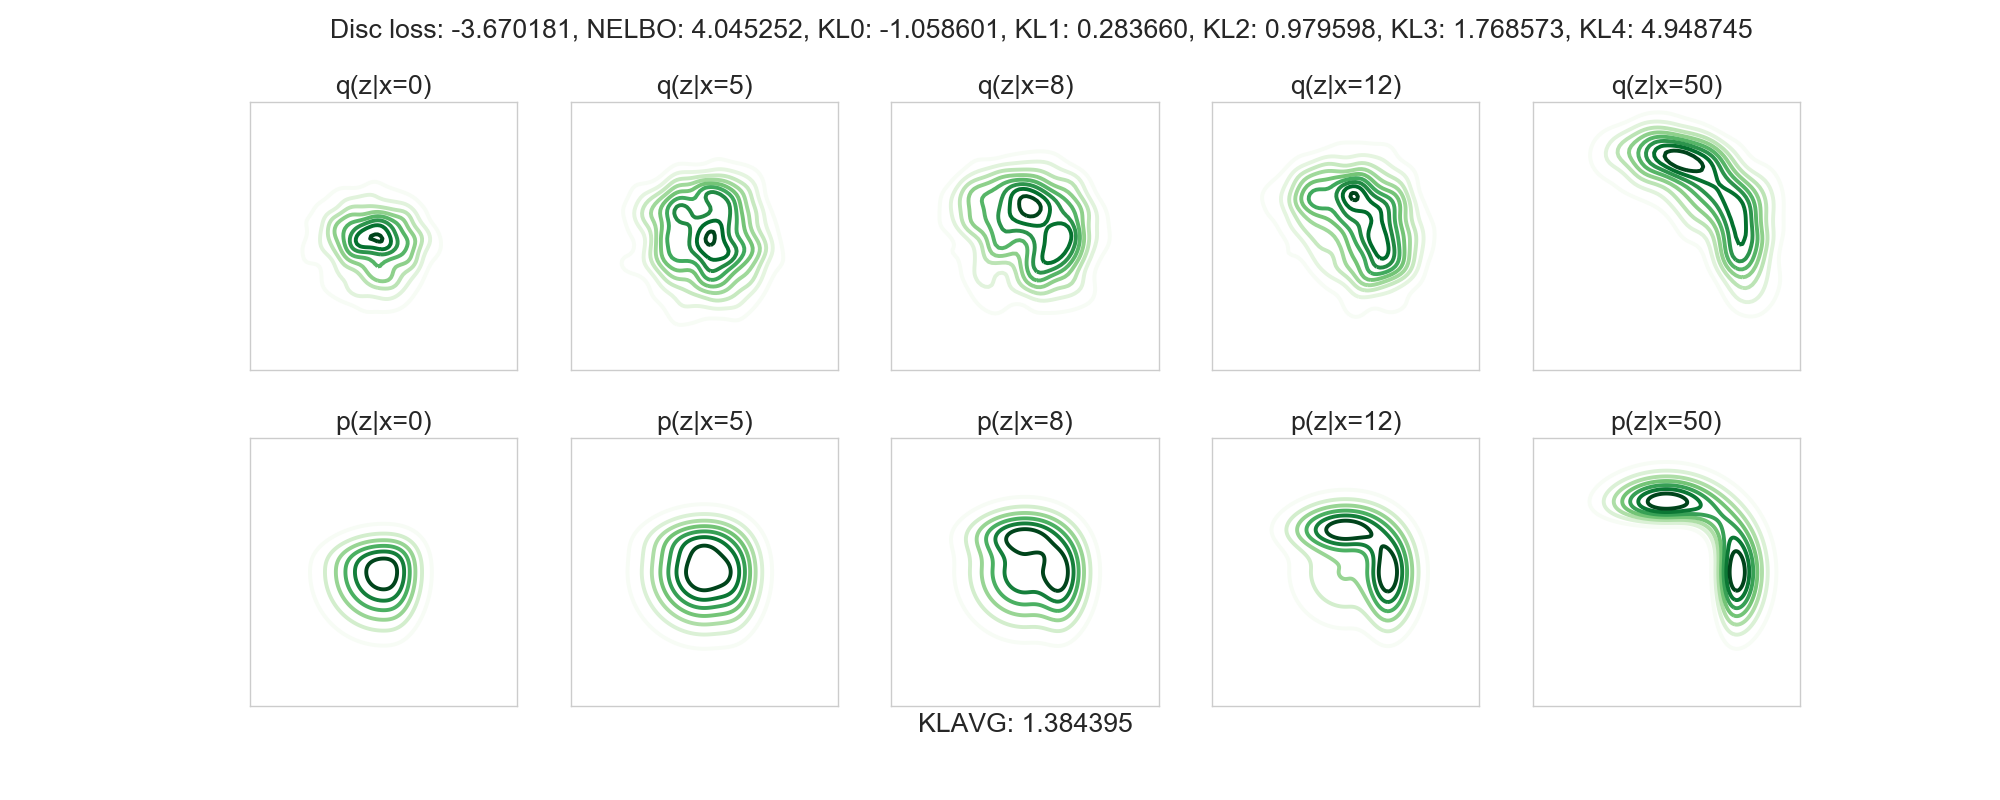 Disc loss: -3.670181, NELBO: 4.045252, KL0: -1.058601, KL1: 0.283660, KL2: 0.979598, KL3: 1.768573, KL4: 4.948745
q(z|x=0) q(z|x=5) q(z|x=8) q(z|x=12) q(z|x=50)
p(z|x=0) p(z|x=5) p(z|x=8) p(z|x=12) p(z|x=50)
KLAVG: 1.384395